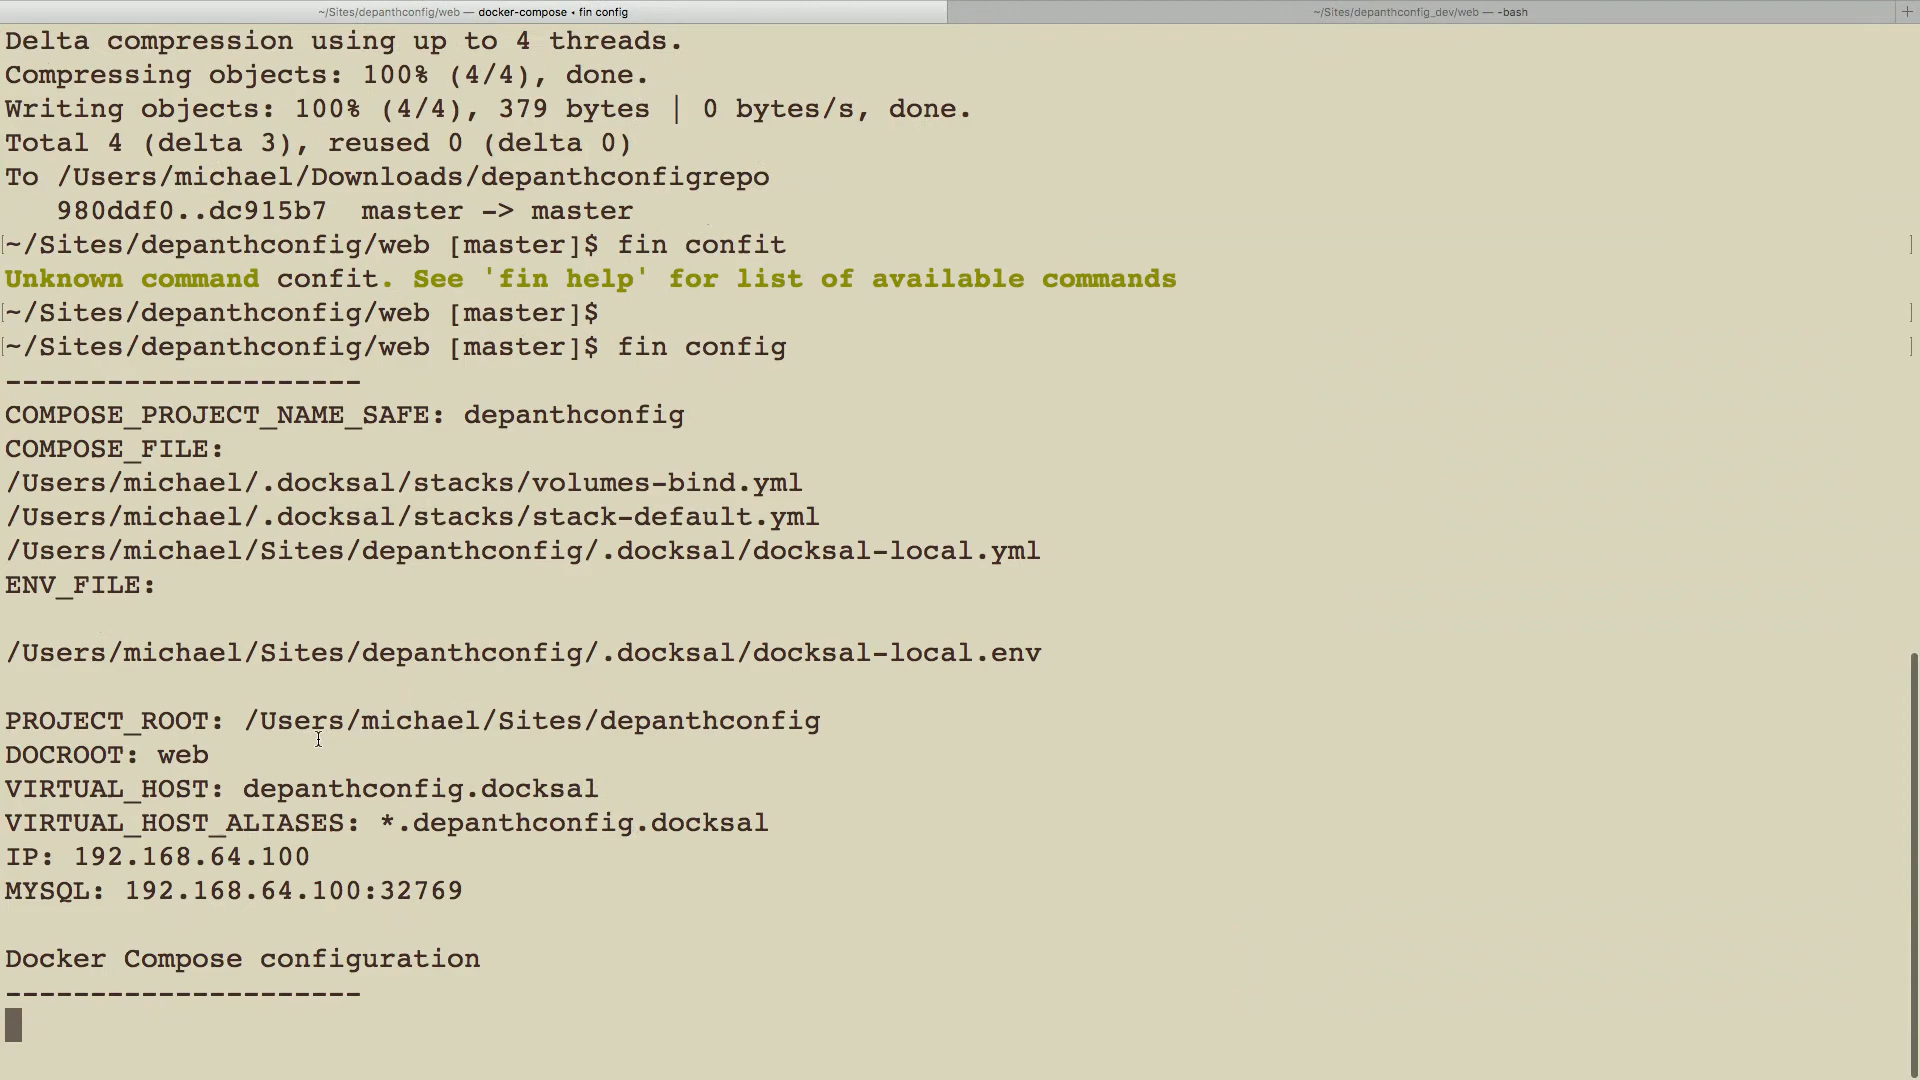 ~/Sites/depanthconfig/web — docker-compose ◂ fin config
~/Sites/depanthconfig_dev/web — -bash
+
Delta compression using up to 4 threads.
Compressing objects: 100% (4/4), done.
Writing objects: 100% (4/4), 379 bytes | 0 bytes/s, done.
Total 4 (delta 3), reused 0 (delta 0)
To /Users/michael/Downloads/depanthconfigrepo
   980ddf0..dc915b7  master -> master
[~/Sites/depanthconfig/web [master]$ fin confit ]
Unknown command confit. See 'fin help' for list of available commands
[~/Sites/depanthconfig/web [master]$ ]
[~/Sites/depanthconfig/web [master]$ fin config ]
---------------------
COMPOSE_PROJECT_NAME_SAFE: depanthconfig
COMPOSE_FILE:
/Users/michael/.docksal/stacks/volumes-bind.yml
/Users/michael/.docksal/stacks/stack-default.yml
/Users/michael/Sites/depanthconfig/.docksal/docksal-local.yml
ENV_FILE:
/Users/michael/Sites/depanthconfig/.docksal/docksal-local.env
PROJECT_ROOT: /Users/michael/Sites/depanthconfig
DOCROOT: web
VIRTUAL_HOST: depanthconfig.docksal
VIRTUAL_HOST_ALIASES: *.depanthconfig.docksal
IP: 192.168.64.100
MYSQL: 192.168.64.100:32769
Docker Compose configuration
---------------------